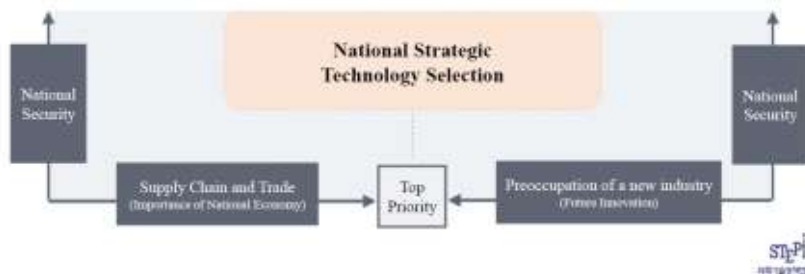 National Strategic
Technology Selection
National
Security
National
Security
Supply Chain and Trade
(Importance of National Economy)
Top
Priority
Preoccupation of a new industry
(Future Innovation)
STEPI